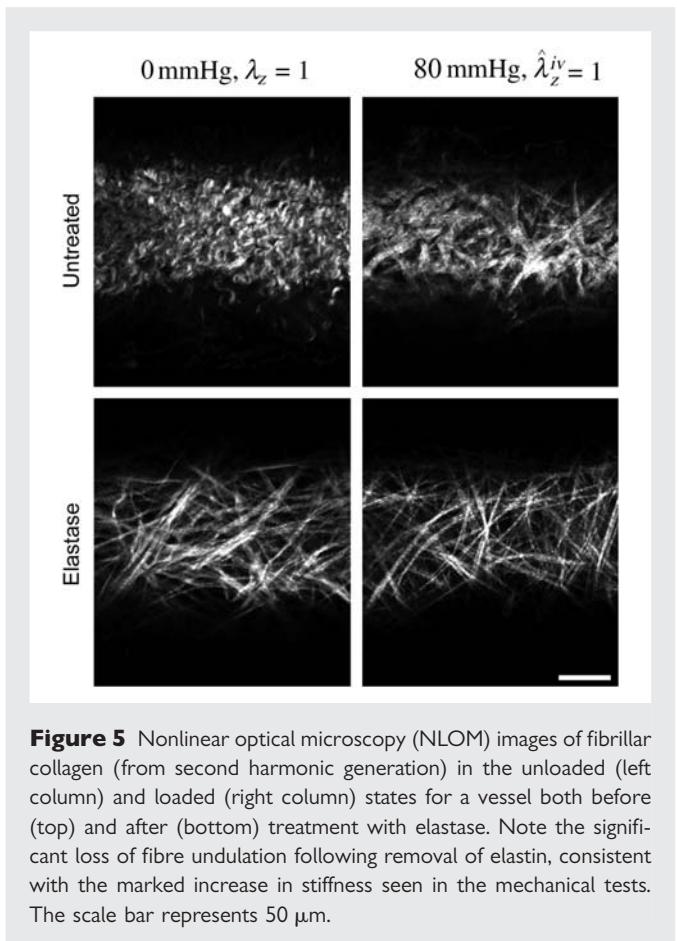 0 mmHg, λz = 1
80 mmHg, λ̂z^iv = 1
Untreated
Elastase
Figure 5 Nonlinear optical microscopy (NLOM) images of fibrillar
collagen (from second harmonic generation) in the unloaded (left
column) and loaded (right column) states for a vessel both before
(top) and after (bottom) treatment with elastase. Note the signifi-
cant loss of fibre undulation following removal of elastin, consistent
with the marked increase in stiffness seen in the mechanical tests.
The scale bar represents 50 μm.